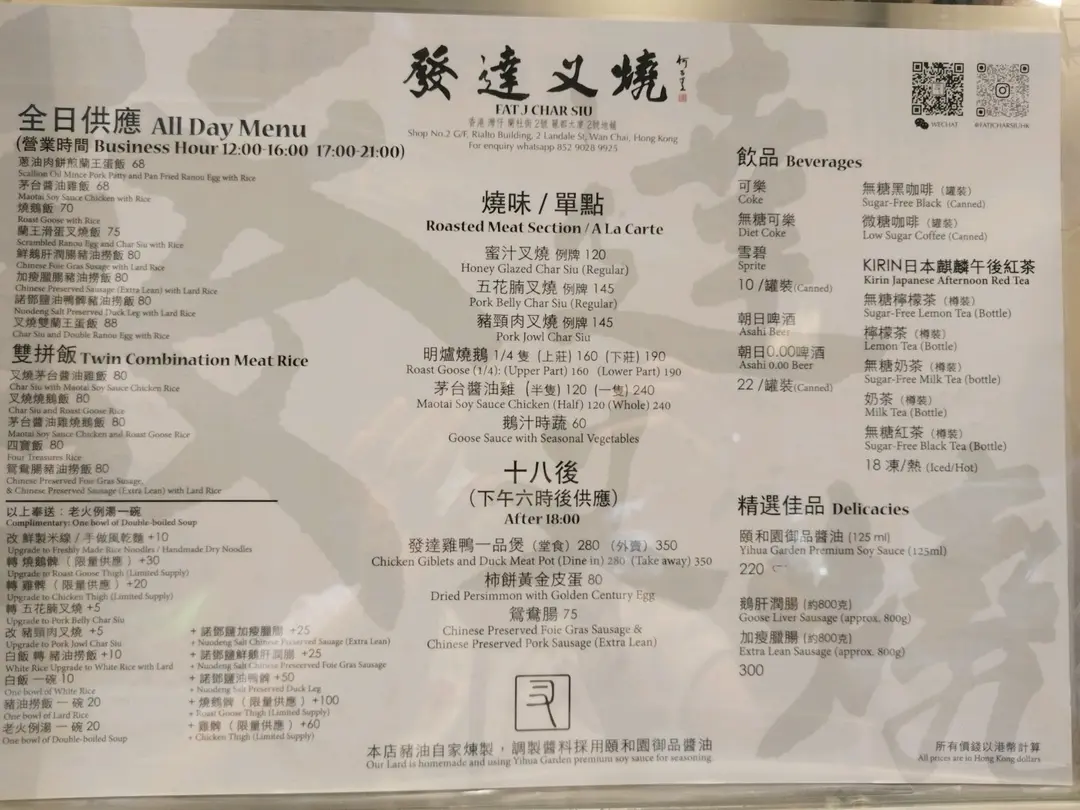 發達叉燒
FAT J CHAR SIU
香港 灣仔 蘭杜街 2號 麗都大廈 2號地舖
Shop No.2 G/F, Rialto Building, 2 Landale St, Wan Chai, Hong Kong
For enquiry whatsapp 852 9028 9925
WECHAT
@FATJCHARSIUHK
全日供應 All Day Menu
(營業時間 Business Hour 12:00-16:00 17:00-21:00)
蔥油肉餅煎蘭王蛋飯 68
Scallion Oil Mince Pork Patty and Pan Fried Ranou Egg with Rice
茅台醬油雞飯 68
Maotai Soy Sauce Chicken with Rice
燒鵝飯 70
Roast Goose with Rice
蘭王滑蛋叉燒飯 75
Scrambled Ranou Egg and Char Siu with Rice
鮮鵝肝潤腸豬油撈飯 80
Chinese Foie Gras Susage with Lard Rice
加瘦臘腸豬油撈飯 80
Chinese Preserved Sausage (Extra Lean) with Lard Rice
諾鄧鹽油鴨髀豬油撈飯 80
Nuodeng Salt Preserved Duck Leg with Lard Rice
叉燒雙蘭王蛋飯 88
Char Siu and Double Ranou Egg with Rice
雙拼飯 Twin Combination Meat Rice
叉燒茅台醬油雞飯 80
Char Siu with Maotai Soy Sauce Chicken Rice
叉燒燒鵝飯 80
Char Siu and Roast Goose Rice
茅台醬油雞燒鵝飯 80
Maotai Soy Sauce Chicken and Roast Goose Rice
四寶飯 80
Four Treasures Rice
鴛鴦腸豬油撈飯 80
Chinese Preserved Foie Gras Susage,
& Chinese Preserved Sausage (Extra Lean) with Lard Rice
以上奉送：老火例湯一碗
Complimentary: One bowl of Double-boiled Soup
改 鮮製米線 / 手做風乾麵 +10
Upgrade to Freshly Made Rice Noodles / Handmade Dry Noodles
轉 燒鵝髀（限量供應）+30
Upgrade to Roast Goose Thigh (Limited Supply)
轉 雞髀（限量供應）+20
Upgrade to Chicken Thigh (Limited Supply)
轉 五花腩叉燒 +5
Upgrade to Pork Belly Char Siu
改 豬頸肉叉燒 +5
Upgrade to Pork Jowl Char Siu
白飯 轉 豬油撈飯 +10
White Rice Upgrade to White Rice with Lard
白飯 一碗 10
One bowl of White Rice
豬油撈飯 一 碗 20
One bowl of Lard Rice
老火例湯 一 碗 20
One bowl of Double-boiled Soup
+ 諾鄧鹽加瘦臘腸 +25
+ Nuodeng Salt Chinese Preserved Sausage (Extra Lean)
+ 諾鄧鹽鮮鵝肝潤腸 +25
+ Nuodeng Salt Chinese Presceved Foie Gras Sausage
+ 諾鄧鹽油鴨髀 +50
+ Nuodeng Salt Preserved Duck Leg
+ 燒鵝髀（限量供應）+100
+ Roast Goose Thigh (Limited Supply)
+ 雞髀（限量供應）+60
+ Chicken Thigh (Limited Supply)
燒味 / 單點
Roasted Meat Section / A La Carte
蜜汁叉燒 例牌 120
Honey Glazed Char Siu (Regular)
五花腩叉燒 例牌 145
Pork Belly Char Siu (Regular)
豬頸肉叉燒 例牌 145
Pork Jowl Char Siu
明爐燒鵝 1/4 隻 (上莊) 160 (下莊) 190
Roast Goose (1/4): (Upper Part) 160 (Lower Part) 190
茅台醬油雞 (半隻) 120 (一隻) 240
Maotai Soy Sauce Chicken (Half) 120 (Whole) 240
鵝汁時蔬 60
Goose Sauce with Seasonal Vegetables
十八後
(下午六時後供應)
After 18:00
發達雞鴨一品煲（堂食）280（外賣）350
Chicken Giblets and Duck Meat Pot (Dine in) 280 (Take away) 350
柿餅黃金皮蛋 80
Dried Persimmon with Golden Century Egg
鴛鴦腸 75
Chinese Preserved Foie Gras Sausage &
Chinese Preserved Pork Sausage (Extra Lean)
本店豬油自家煉製，調製醬料採用頤和園御品醬油
Our Lard is homemade and using Yihua Garden premium soy sauce for seasoning.
飲品 Beverages
可樂
Coke
無糖可樂
Diet Coke
雪碧
Sprite
10 /罐裝(Canned)
朝日啤酒
Asahi Beer
朝日0.00啤酒
Asahi 0.00 Beer
22 /罐裝(Canned)
無糖黑咖啡（罐裝）
Sugar-Free Black (Canned)
微糖咖啡（罐裝）
Low Sugar Coffee (Canned)
KIRIN日本麒麟午後紅茶
Kirin Japanese Afternoon Red Tea
無糖檸檬茶（樽裝）
Sugar-Free Lemon Tea (Bottle)
檸檬茶（樽裝）
Lemon Tea (Bottle)
無糖奶茶（樽裝）
Sugar-Free Milk Tea (bottle)
奶茶（樽裝）
Milk Tea (Bottle)
無糖紅茶（樽裝）
Sugar-Free Black Tea (Bottle)
18 凍/熱 (Iced/Hot)
精選佳品 Delicacies
頤和園御品醬油 (125 ml)
Yihua Garden Premium Soy Sauce (125ml)
220
鵝肝潤腸 (約800克)
Goose Liver Sausage (approx. 800g)
加瘦臘腸 (約800克)
Extra Lean Sausage (approx. 800g)
300
所有價錢以港幣計算
All prices are in Hong Kong dollars